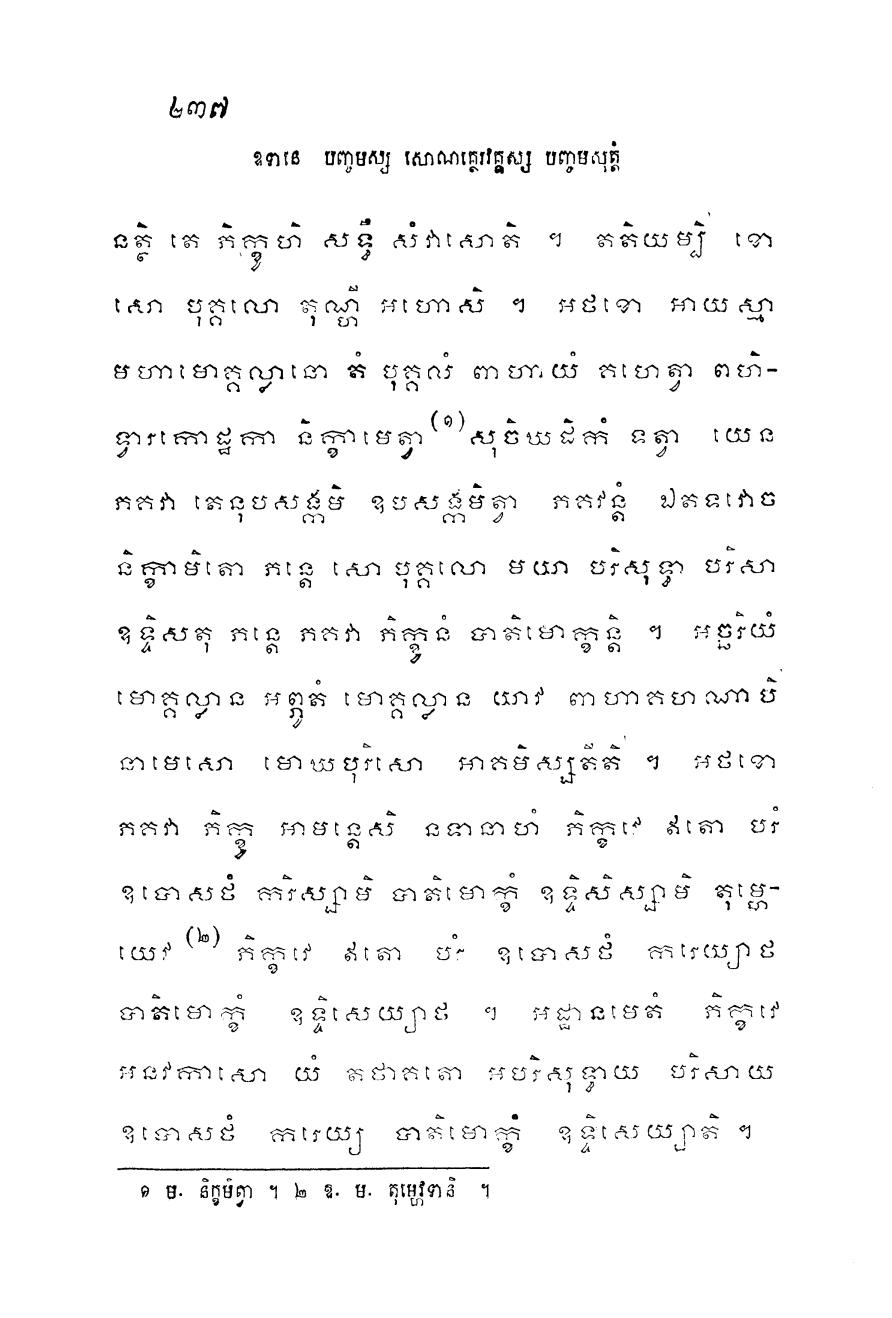 ២៣៧
ឧទានេ បញ្ចមស្ស សោណត្ថេរវគ្គស្ស បញ្ចមសុត្តំ
នត្ថិ តេ ភិក្ខូហិ សទ្ធឹ សំវាសោតិ ។ តតិយម្បិ ខោ
សោ បុគ្គលោ តុណ្ហី អហោសិ ។ អថខោ អាយស្មា
មហាមោគ្គល្លានោ តំ បុគ្គលំ ពាហាយំ គហេត្វា ពហិ-
ទ្វារកោដ្ឋកា និក្ខាមេត្វា(១)សុចិឃដិកំ ទត្វា យេន
ភគវា តេនុបសង្កមិ ឧបសង្កមិត្វា ភគវន្តំ ឯតទវោច
និក្ខាមិតោ ភន្តេ សោ បុគ្គលោ មយា បរិសុទ្ធា បរិសា
ឧទ្ទិសតុ ភន្តេ ភគវា ភិក្ខូនំ បាតិមោក្ខន្តិ ។ អច្ឆរិយំ
មោគ្គល្លាន អព្ភូតំ មោគ្គល្លាន យាវ ពាហាគហណាបិ
នាមេសោ មោឃបុរិសោ អាគមិស្សតីតិ ។ អថខោ
ភគវា ភិក្ខូ អាមន្តេសិ នទានាហំ ភិក្ខវេ ឥតោ បរំ
ឧបោសថំ ករិស្សាមិ បាតិមោក្ខំ ឧទ្ទិសិស្សាមិ តុម្ហេ-
យេវ (២) ភិក្ខវេ ឥតោ បរំ ឧបោសថំ ករេយ្យាថ
បាតិមោក្ខំ ឧទ្ទិសេយ្យាថ ។ អដ្ឋានមេតំ ភិក្ខវេ
អនវកាសោ យំ តថាគតោ អបរិសុទ្ធាយ បរិសាយ
ឧបោសថំ ករេយ្យ បាតិមោក្ខំ ឧទ្ទិសេយ្យាតិ ។
១ ម. និក្ខមំត្វា ។ ២ ឧ. ម. តុម្ហេវទានិ ។